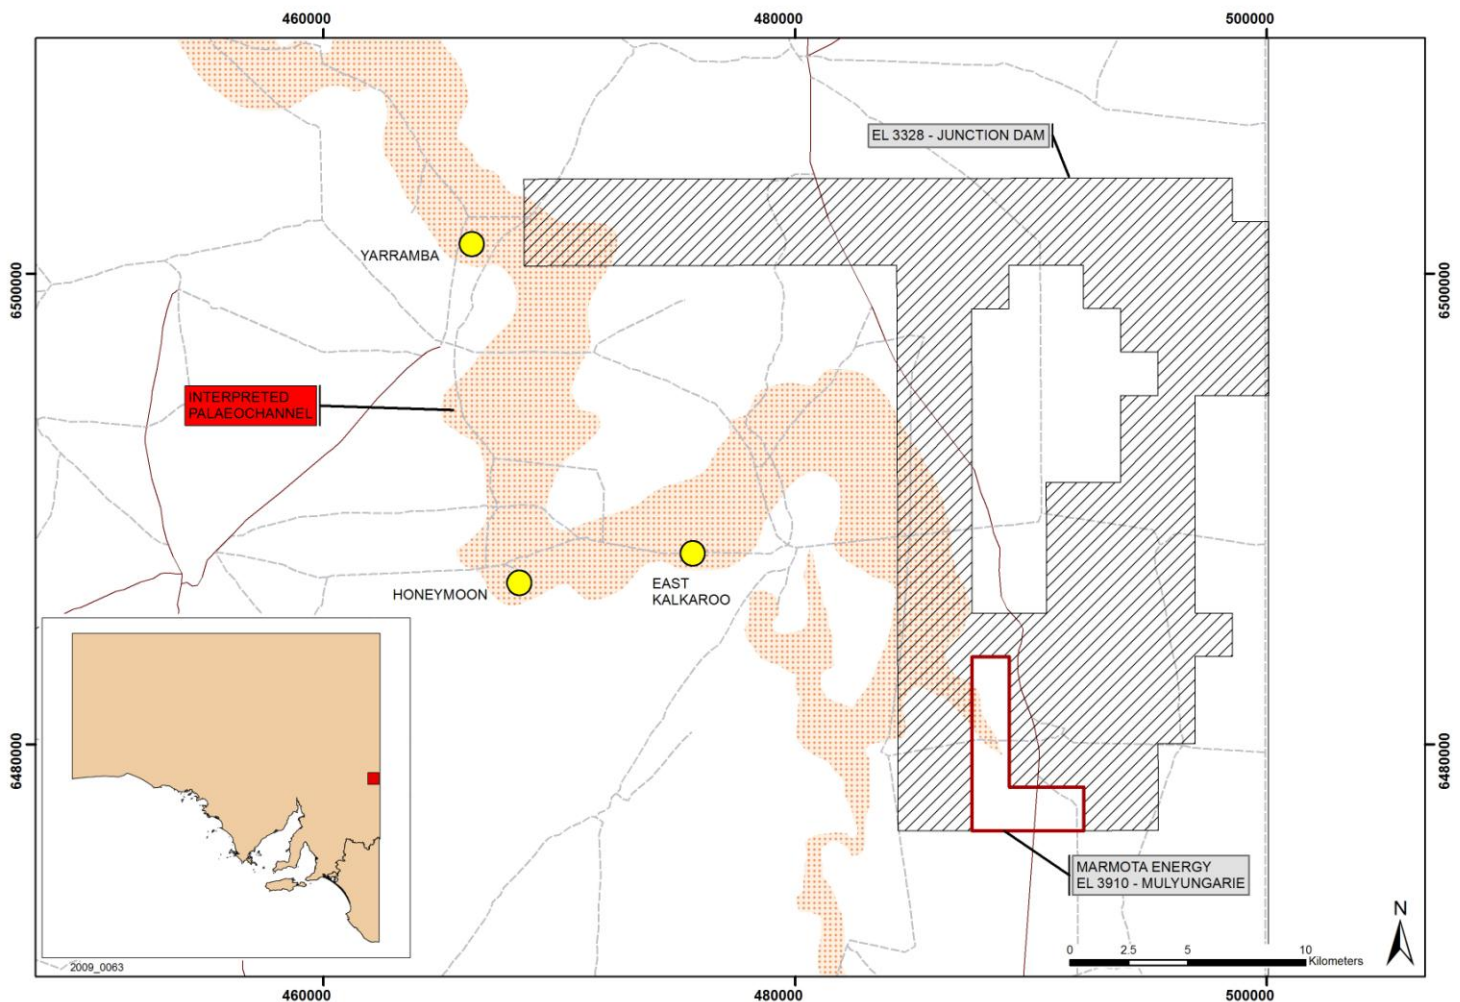 460000
480000
500000
EL 3328 - JUNCTION DAM
YARRAMBA
6500000
6500000
INTERPRETED
PALAEOCHANNEL
HONEYMOON
EAST
KALKAROO
6480000
6480000
MARMOTA ENERGY
EL 3910 - MULYUNGARIE
N
0
2.5
5
10
Kilometers
2009_0063
460000
480000
500000